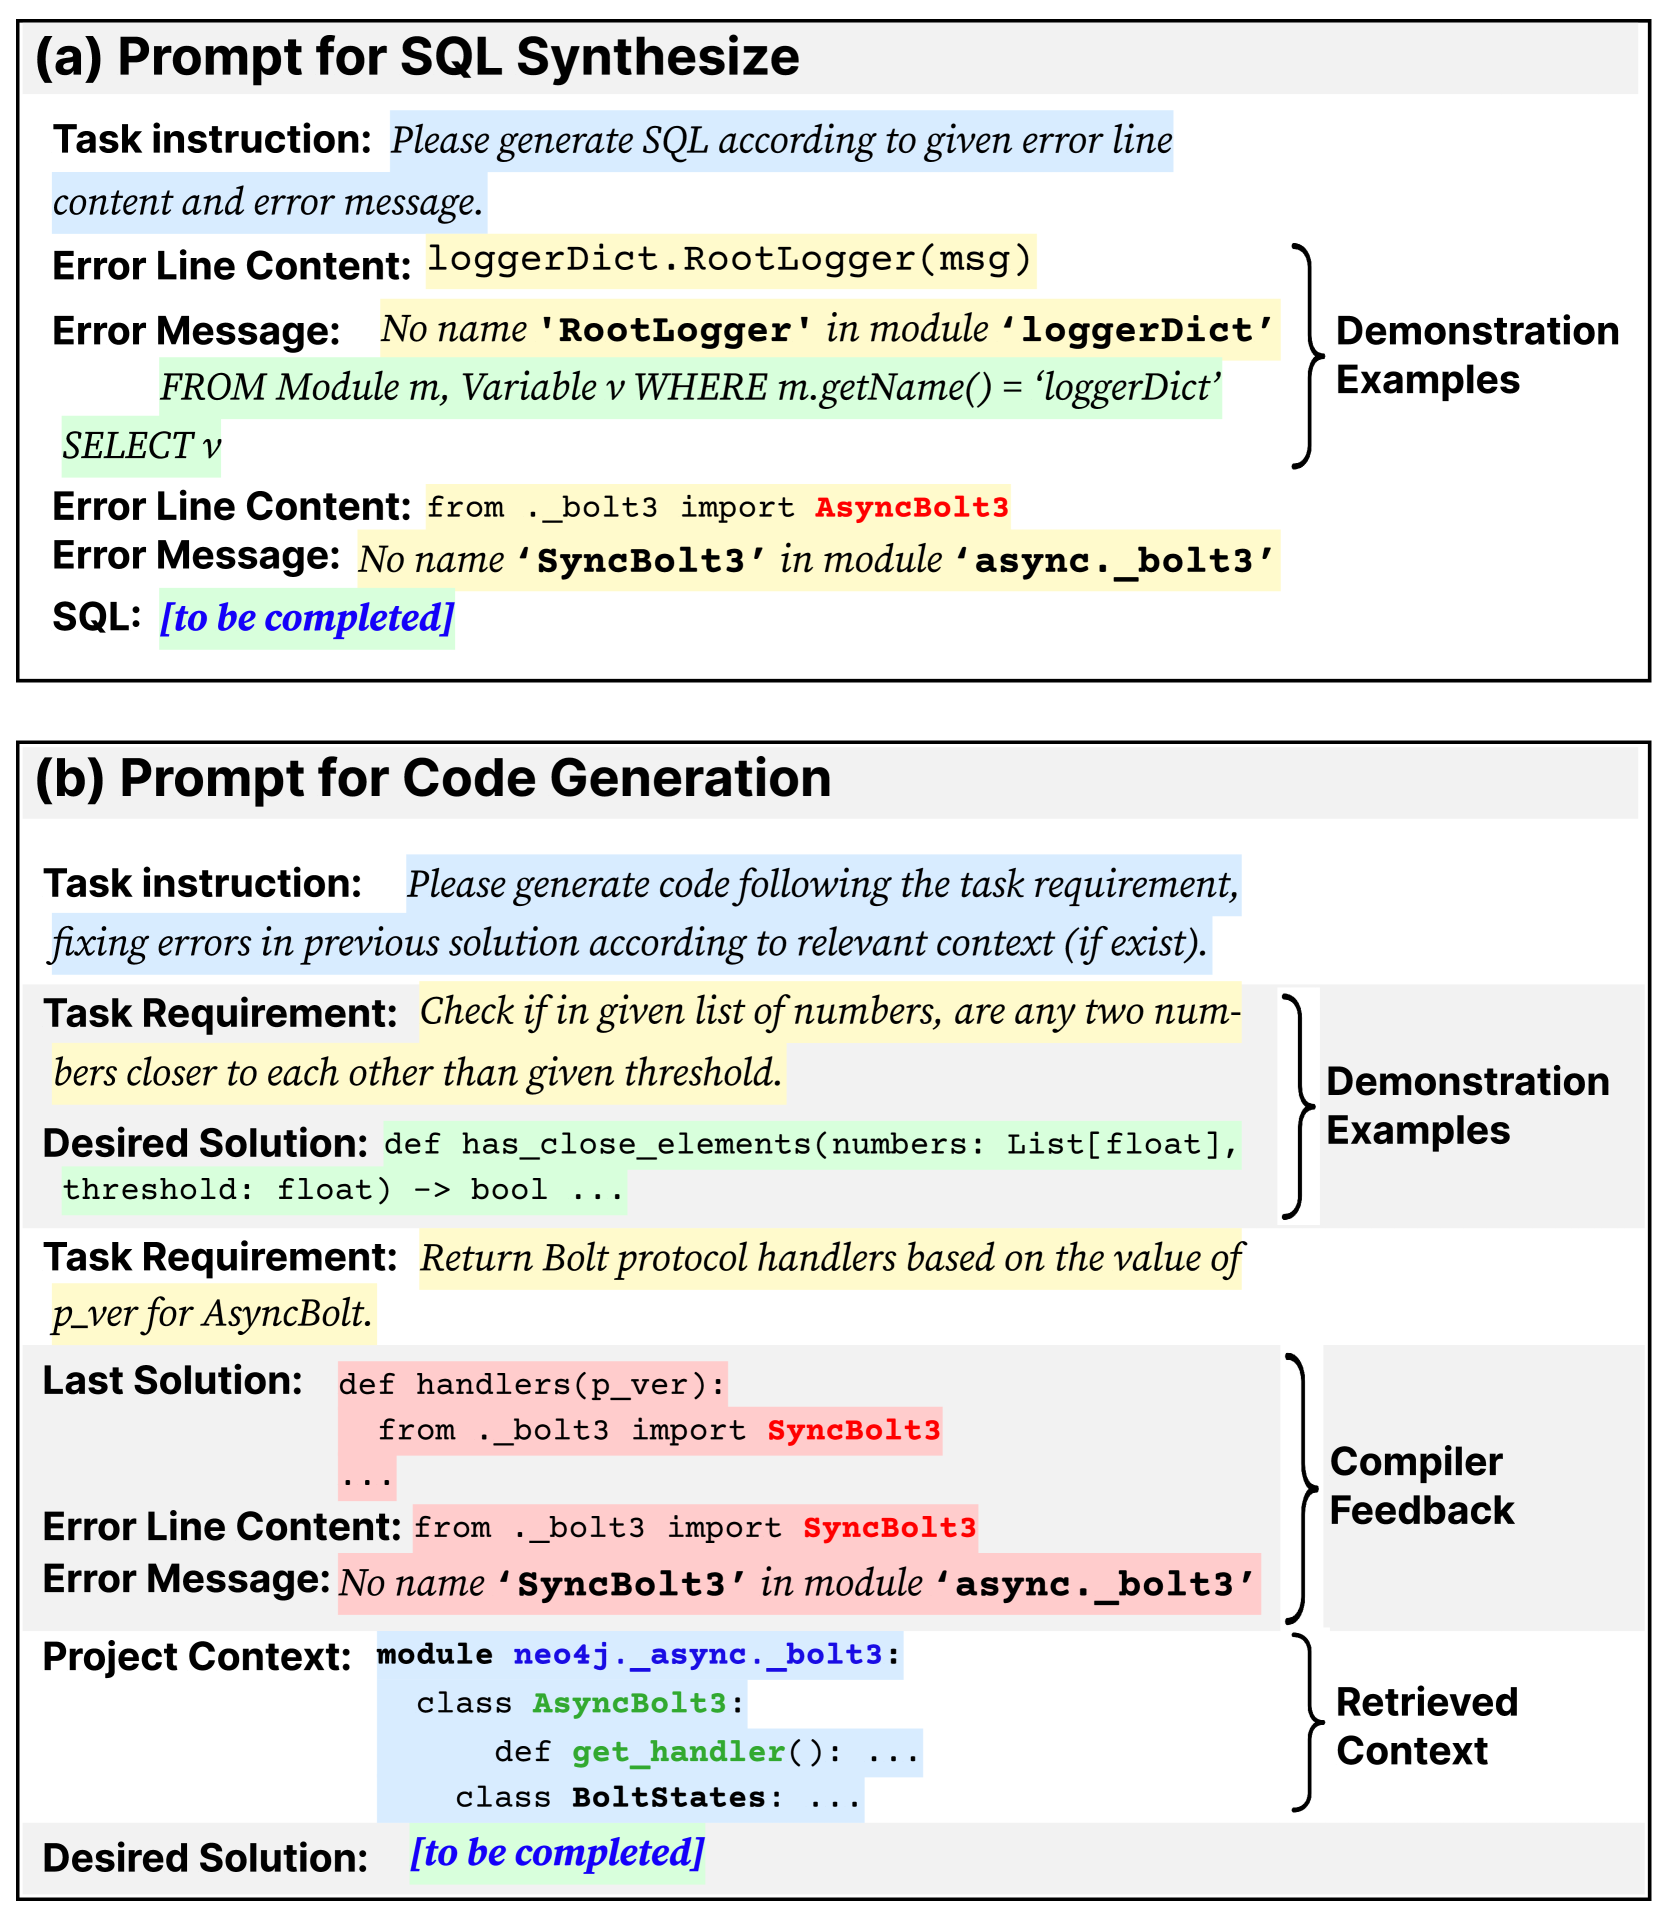 (a) Prompt for SQL Synthesize
Task instruction: Please generate SQL according to given error line
content and error message.
Error Line Content: loggerDict.RootLogger(msg)
Error Message: No name 'RootLogger' in module ‘loggerDict’
FROM Module m, Variable v WHERE m.getName() = ‘loggerDict’
SELECT v
Demonstration
Examples
Error Line Content: from ._bolt3 import AsyncBolt3
Error Message: No name ‘SyncBolt3’ in module ‘async._bolt3’
SQL: [to be completed]
(b) Prompt for Code Generation
Task instruction: Please generate code following the task requirement,
fixing errors in previous solution according to relevant context (if exist).
Task Requirement: Check if in given list of numbers, are any two num-
bers closer to each other than given threshold.
Desired Solution: def has_close_elements(numbers: List[float],
threshold: float) -> bool ...
Demonstration
Examples
Task Requirement: Return Bolt protocol handlers based on the value of
p_ver for AsyncBolt.
Last Solution: def handlers(p_ver):
from ._bolt3 import SyncBolt3
...
Error Line Content: from ._bolt3 import SyncBolt3
Error Message: No name ‘SyncBolt3’ in module ‘async._bolt3’
Compiler
Feedback
Project Context: module neo4j._async._bolt3:
class AsyncBolt3:
def get_handler(): ...
class BoltStates: ...
Retrieved
Context
Desired Solution: [to be completed]